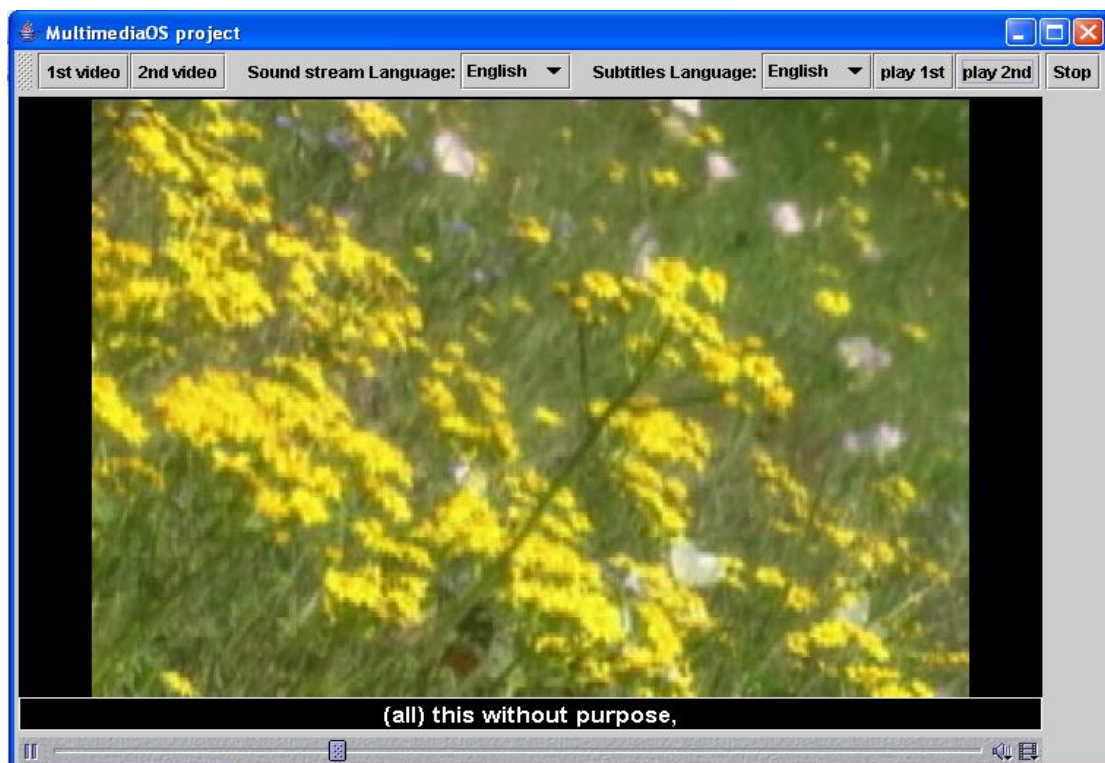 MultimediaOS project
1st video 2nd video Sound stream Language: English Subtitles Language: English play 1st play 2nd Stop
(all) this without purpose,